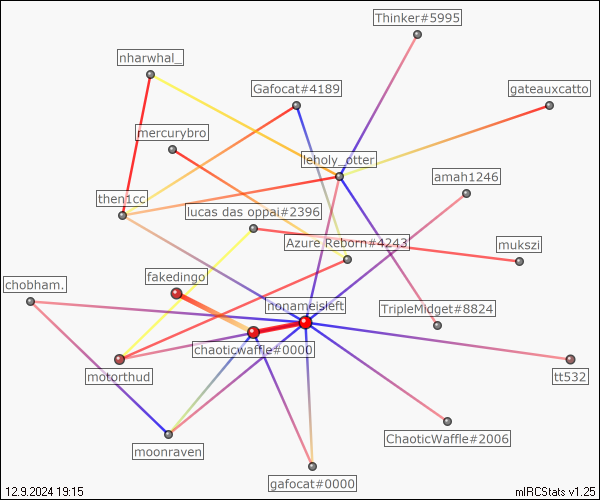 Thinker#5995
nharwhal_
Gafocat#4189
gateauxcatto
mercurybro
leholy_otter
amah1246
then1cc
lucas das oppai#2396
Azure Reborn#4243
mukszi
fakedingo
chobham.
nonameisleft
TripleMidget#8824
chaoticwaffle#0000
motorthud
tt532
ChaoticWaffle#2006
moonraven
gafocat#0000
12.9.2024 19:15
mIRCStats v1.25